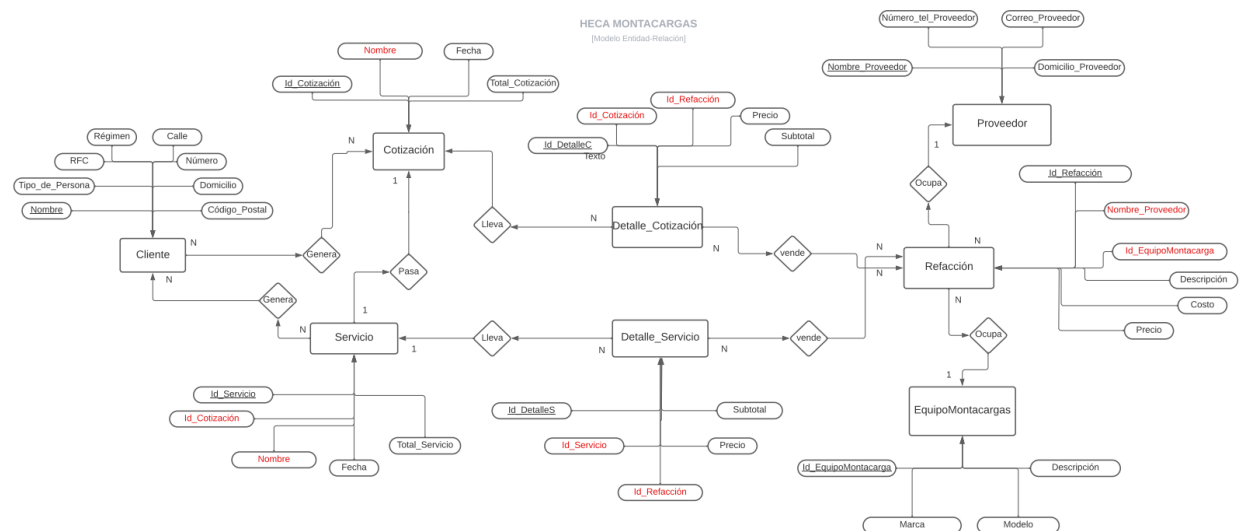 HECA MONTACARGAS
[Modelo Entidad-Relación]
Nombre
Fecha
Id_Cotización
Total_Cotización
N
Cotización
1
Régimen
Calle
RFC
Número
Tipo_de_Persona
Domicilio
Nombre
Código_Postal
Cliente
N
N
Genera
Genera
N
Pasa
1
Servicio
1
Id_Servicio
Id_Cotización
Nombre
Fecha
Total_Servicio
Id_Refacción
Id_Cotización
Precio
Id_DetalleC
Texto
Subtotal
Detalle_Cotización
Lleva
N
N
vende
N
Lleva
N
Detalle_Servicio
N
vende
N
Id_DetalleS
Subtotal
Id_Servicio
Precio
Id_Refacción
Número_tel_Proveedor
Correo_Proveedor
Nombre_Proveedor
Domicilio_Proveedor
Proveedor
1
Ocupa
N
Refacción
N
Id_Refacción
Nombre_Proveedor
Id_EquipoMontacarga
Descripción
Costo
Precio
Ocupa
1
EquipoMontacargas
Id_EquipoMontacarga
Descripción
Marca
Modelo